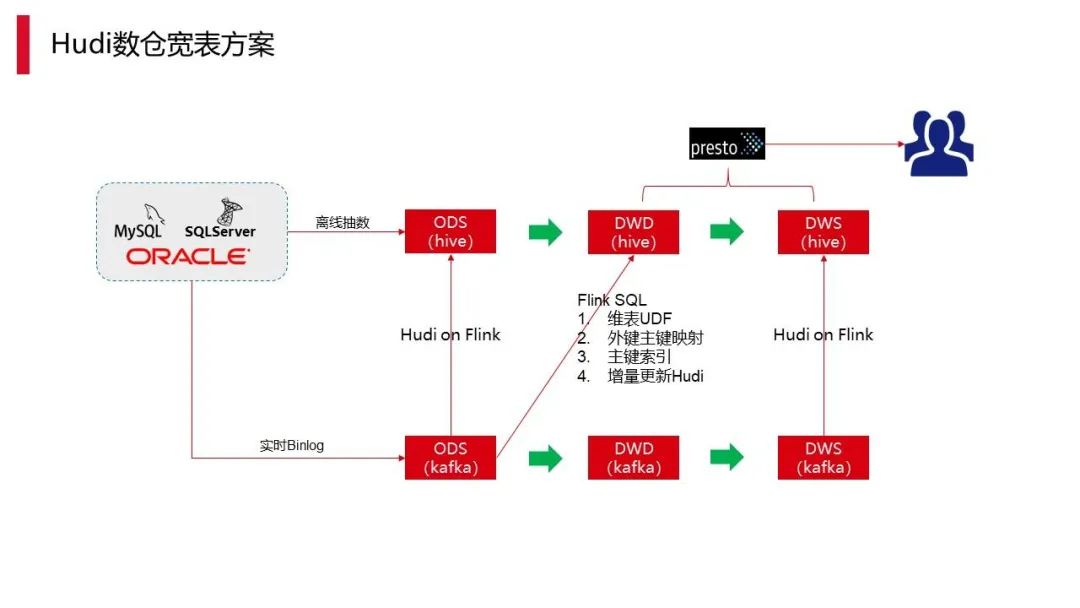 Hudi数仓宽表方案
presto
MySQL
SQLServer
ORACLE
离线抽数
ODS
（hive）
DWD
（hive）
DWS
（hive）
Hudi on Flink
Flink SQL
1. 维表UDF
2. 外键主键映射
3. 主键索引
4. 增量更新Hudi
Hudi on Flink
实时Binlog
ODS
（kafka）
DWD
（kafka）
DWS
（kafka）